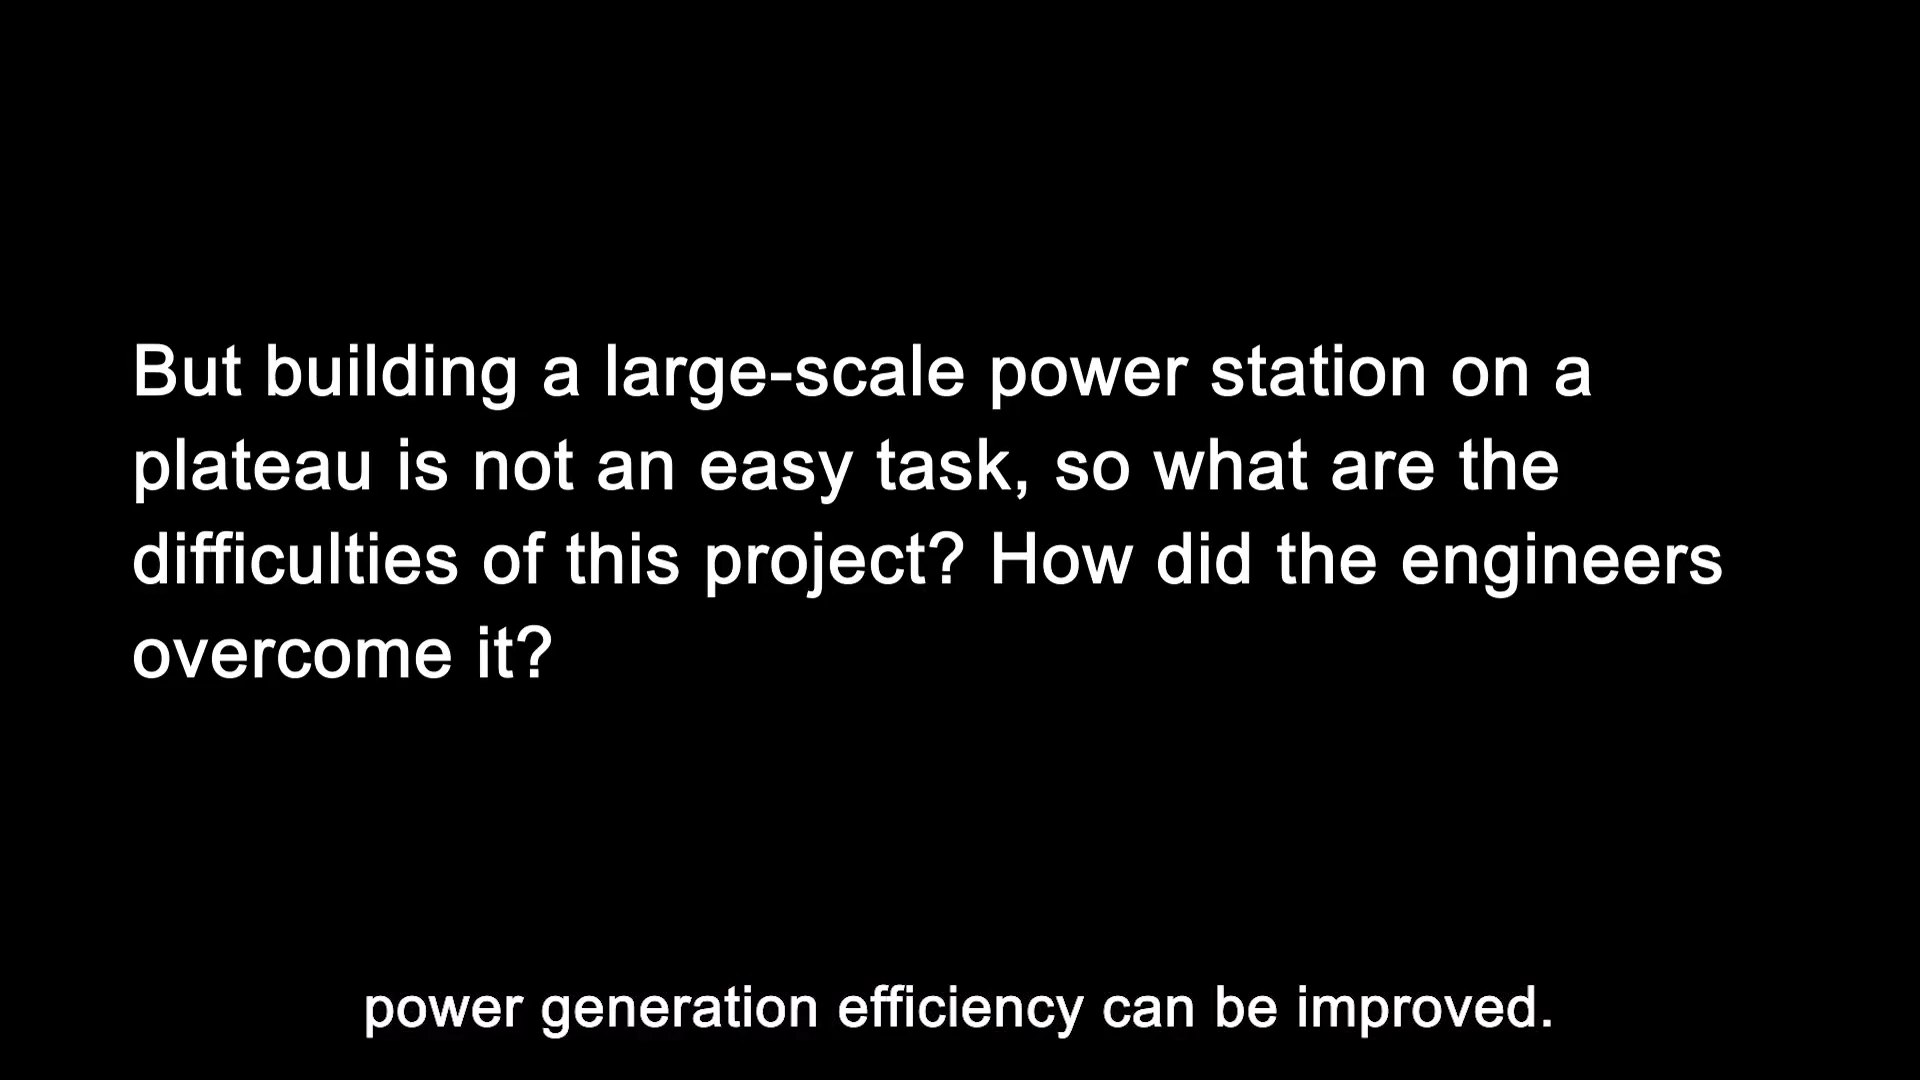 But building a large-scale power station on a
plateau is not an easy task, so what are the
difficulties of this project? How did the engineers
overcome it?
power generation efficiency can be improved.